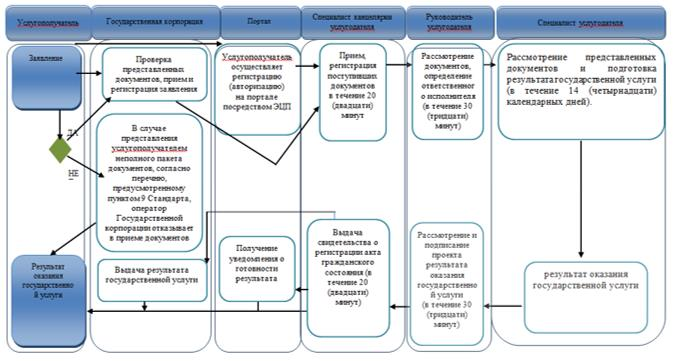 Услугополучатель
Государственная корпорация
Портал
Специалист канцелярии
услугодателя
Руководитель
услугодателя
Специалист услугодателя
Заявление
ДА
НЕ
Проверка
представленных
документов, прием и
регистрация заявления
В случае
представления
услугополучателем
неполного пакета
документов, согласно
перечню,
предусмотренному
пунктом 9 Стандарта,
оператор
Государственной
корпорации отказывает
в приеме документов
Услугополучатель
осуществляет
регистрацию
(авторизацию)
на портале
посредством ЭЦП
Прием,
регистрация
поступивших
документов
в течение 20
(двадцати)
минут
Рассмотрение
документов,
определение
ответственног
о исполнителя
(в течение 30
(тридцати)
минут
Рассмотрение представленных
документов и подготовка
результата государственной услуги
(в течение 14 (четырнадцати)
календарных дней).
Результат
оказания
государственно
й услуги
Выдача результата
государственной услуги
Получение
уведомления о
готовности
результата
Выдача
свидетельства о
регистрации акта
гражданского
состояния (в
течение 20
(двадцати)
минут)
Рассмотрение и
подписание
проекта
результата
оказания
государственно
й услуги
(в течение 30
(тридцати)
минут)
результат оказания
государственной услуги